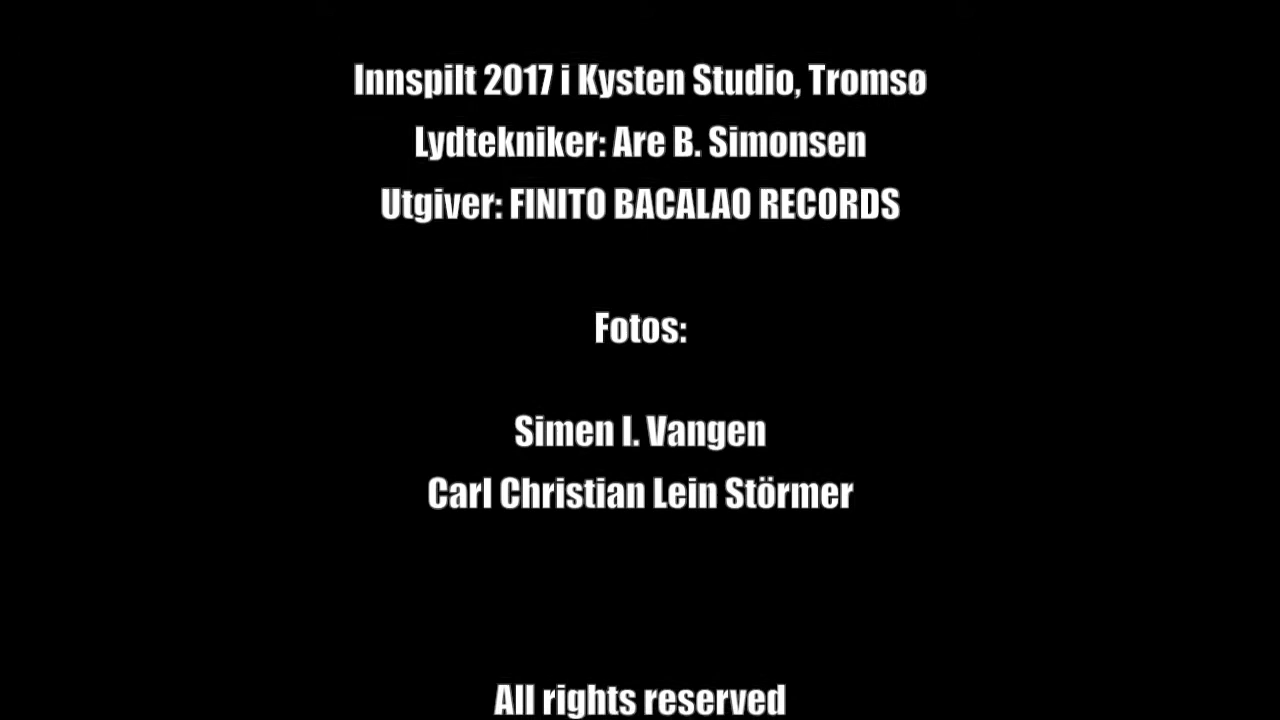 Innspilt 2017 i Kysten Studio, Tromsø
Lydtekniker: Are B. Simonsen
Utgiver: FINITO BACALAO RECORDS
Fotos:
Simen I. Vangen
Carl Christian Lein Störmer
All rights reserved